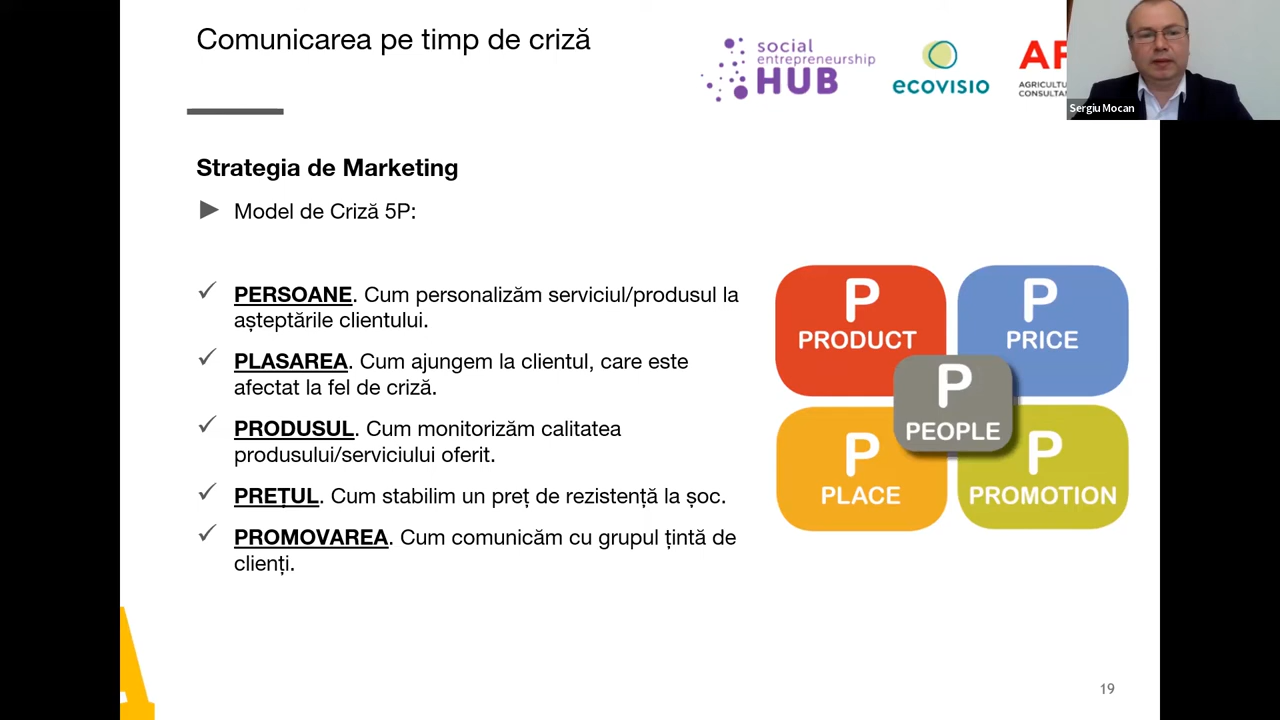 Comunicarea pe timp de criză
social
entrepreneurship
HUB
ecovisio
AGRICULTU
CONSULTA
Sergiu Mocan
Strategia de Marketing
Model de Criză 5P:
PERSOANE. Cum personalizăm serviciul/produsul la
așteptările clientului.
PLASAREA. Cum ajungem la clientul, care este
afectat la fel de criză.
PRODUSUL. Cum monitorizăm calitatea
produsului/serviciului oferit.
PREȚUL. Cum stabilim un preț de rezistență la șoc.
PROMOVAREA. Cum comunicăm cu grupul țintă de
clienți.
P
PRODUCT
P
PRICE
P
PEOPLE
P
PLACE
P
PROMOTION
19